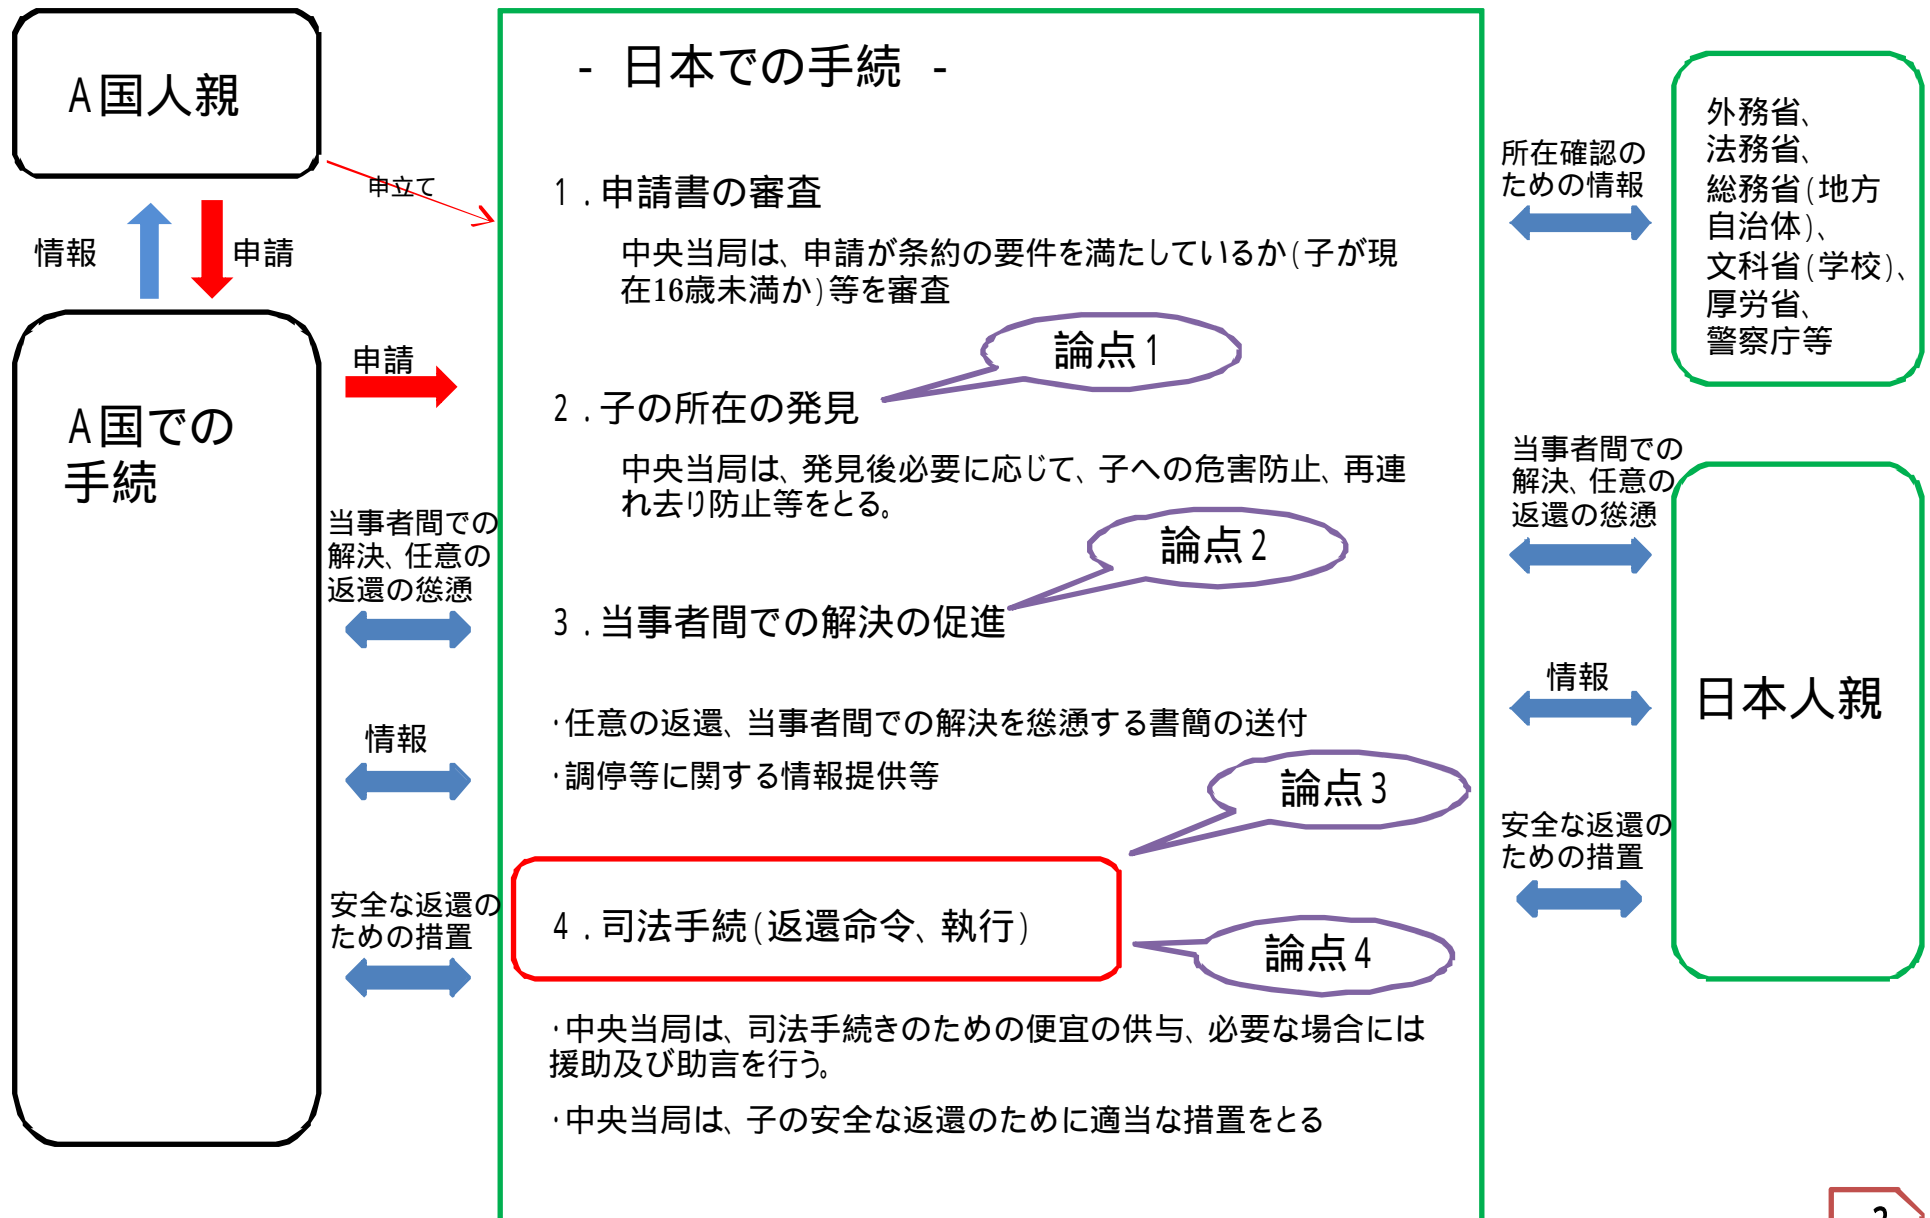 A国人親
情報
申請
申立て
A国での
手続
申請
当事者間での
解決、任意の
返還の慫慂
情報
安全な返還の
ための措置
- 日本での手続 -
1.申請書の審査
中央当局は、申請が条約の要件を満たしているか(子が現
在16歳未満か)等を審査
論点1
2.子の所在の発見
中央当局は、発見後必要に応じて、子への危害防止、再連
れ去り防止等をとる。
論点2
3.当事者間での解決の促進
・任意の返還、当事者間での解決を慫慂する書簡の送付
・調停等に関する情報提供等
論点3
4.司法手続(返還命令、執行)
論点4
・中央当局は、司法手続きのための便宜の供与、必要な場合には
援助及び助言を行う。
・中央当局は、子の安全な返還のために適当な措置をとる
所在確認の
ための情報
外務省、
法務省、
総務省(地方
自治体)、
文科省(学校)、
厚労省、
警察庁等
当事者間での
解決、任意の
返還の慫慂
情報
日本人親
安全な返還の
ための措置